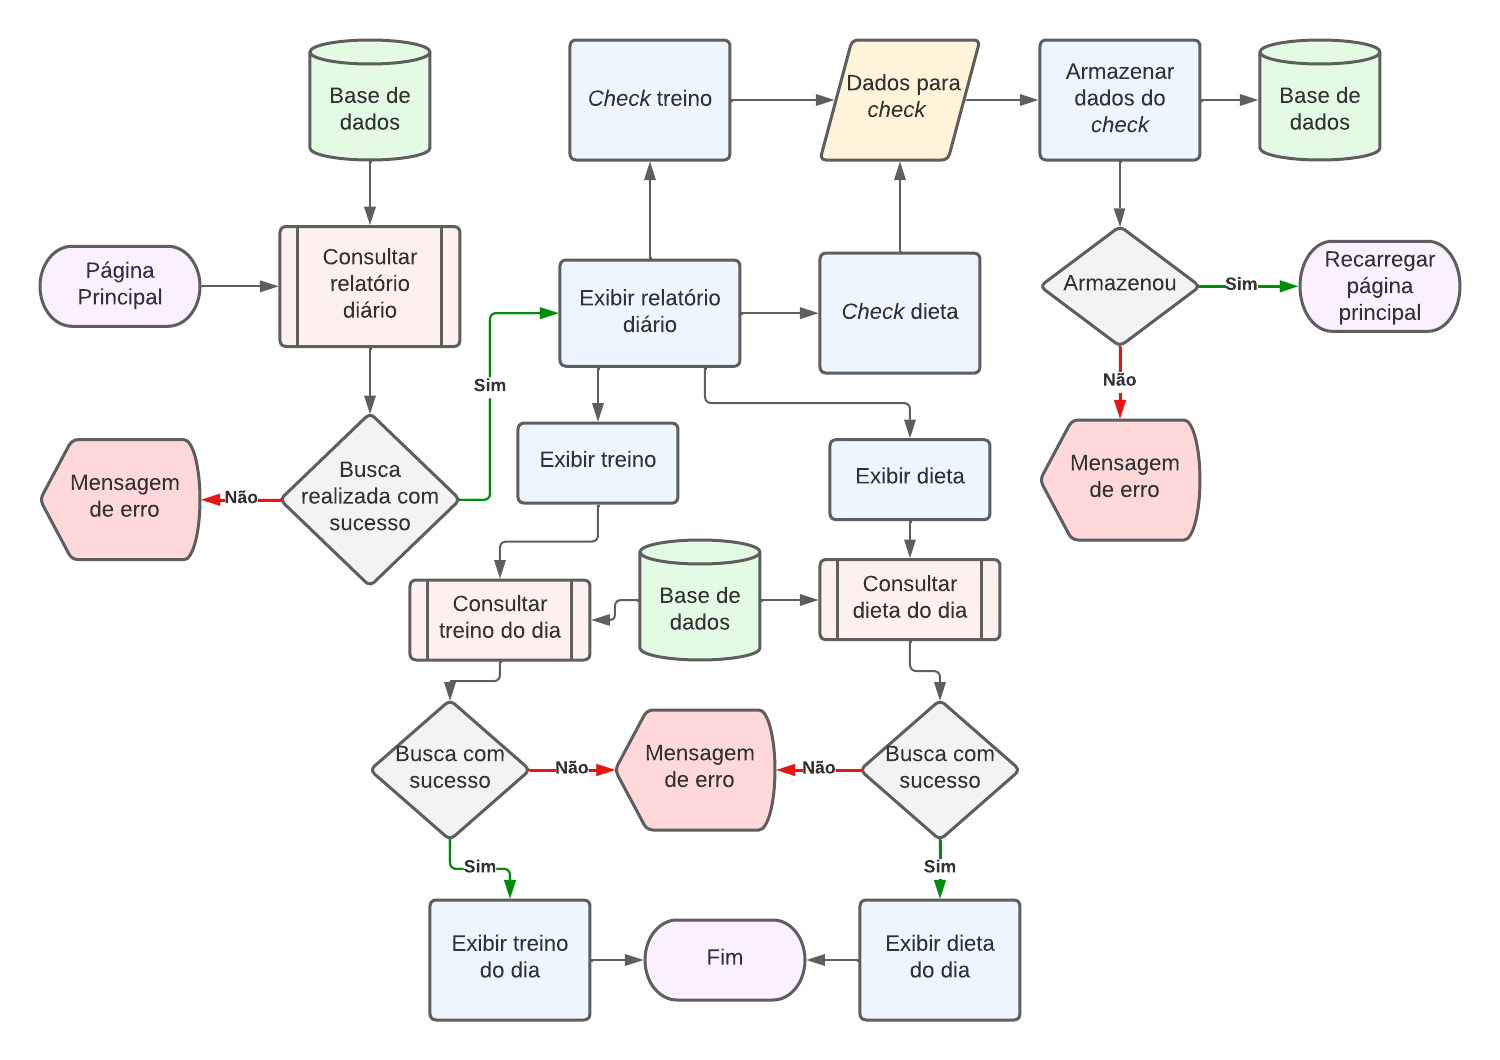 Base de
dados
Check treino
Dados para
check
Armazenar
dados do
check
Base de
dados
Página
Principal
Consultar
relatório
diário
Exibir relatório
diário
Check dieta
Armazenou
Sim
Recarregar
página
principal
Sim
Não
Mensagem
de erro
Não
Busca
realizada com
sucesso
Exibir treino
Exibir dieta
Mensagem
de erro
Consultar
treino do dia
Base de
dados
Consultar
dieta do dia
Busca com
sucesso
Não
Mensagem
de erro
Não
Busca com
sucesso
Sim
Sim
Exibir treino
do dia
Fim
Exibir dieta
do dia